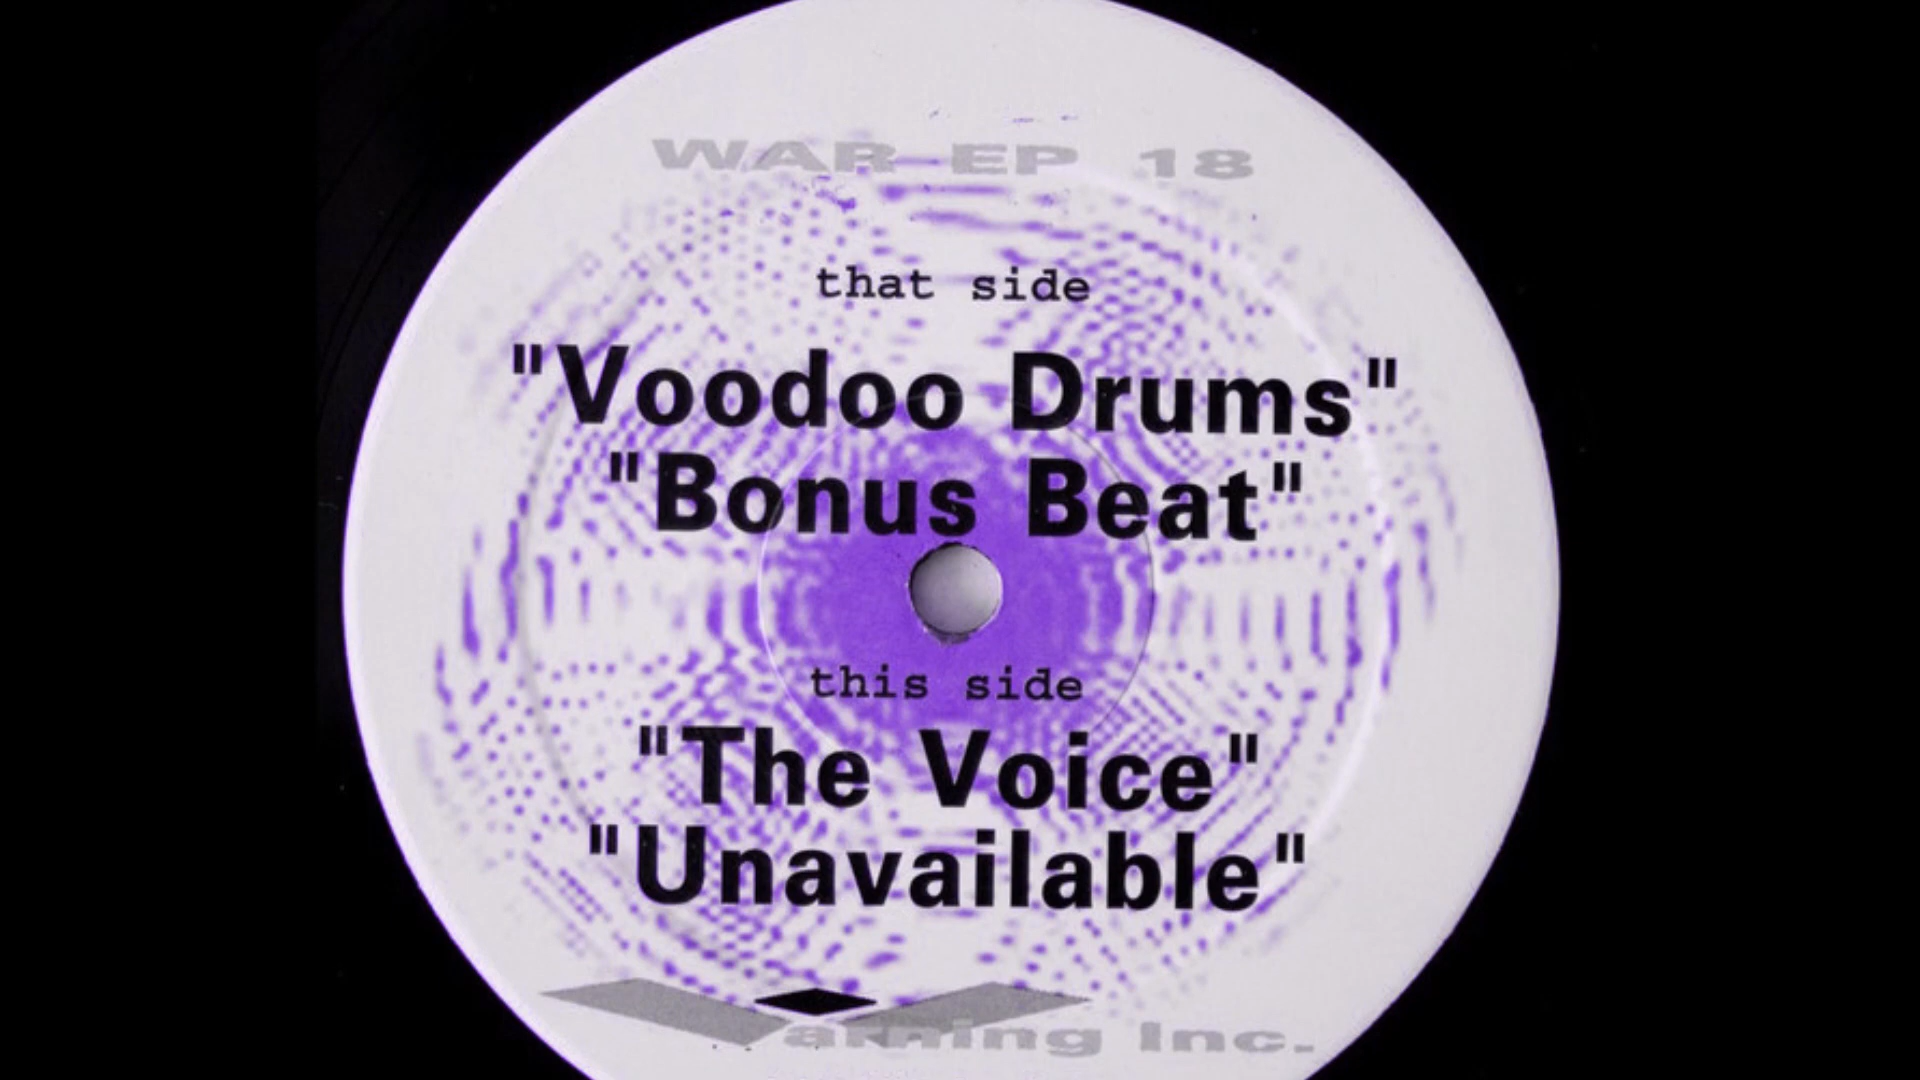 WAR EP 18
that side
"Voodoo Drums"
"Bonus Beat"
this side
"The Voice"
"Unavailable"
Warning Inc.